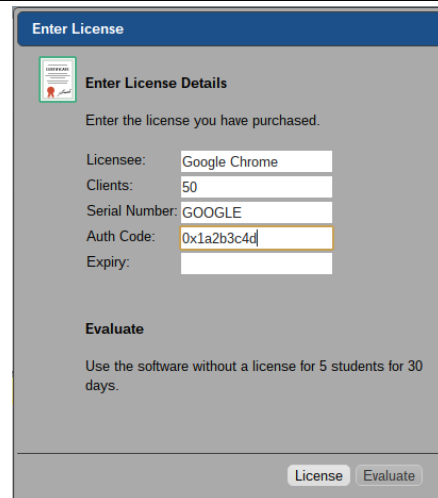 Enter License
CERTIFICATE
Enter License Details
Enter the license you have purchased.
Licensee: Google Chrome
Clients: 50
Serial Number: GOOGLE
Auth Code: 0x1a2b3c4d
Expiry:
Evaluate
Use the software without a license for 5 students for 30
days.
License Evaluate